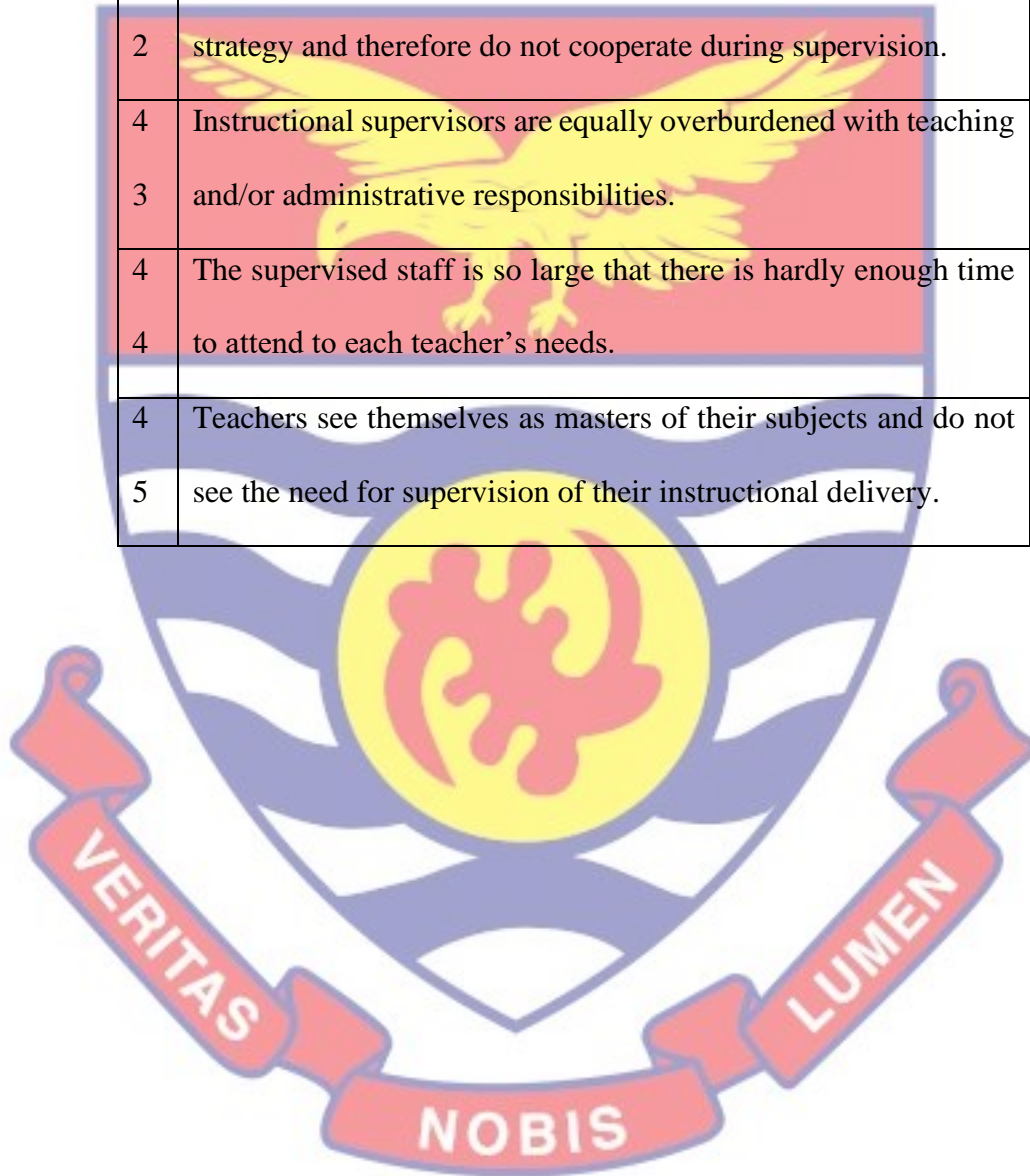 2 strategy and therefore do not cooperate during supervision.
4 Instructional supervisors are equally overburdened with teaching
3 and/or administrative responsibilities.
4 The supervised staff is so large that there is hardly enough time
4 to attend to each teacher’s needs.
4 Teachers see themselves as masters of their subjects and do not
5 see the need for supervision of their instructional delivery.
VERITAS
NOBIS
LUMEN